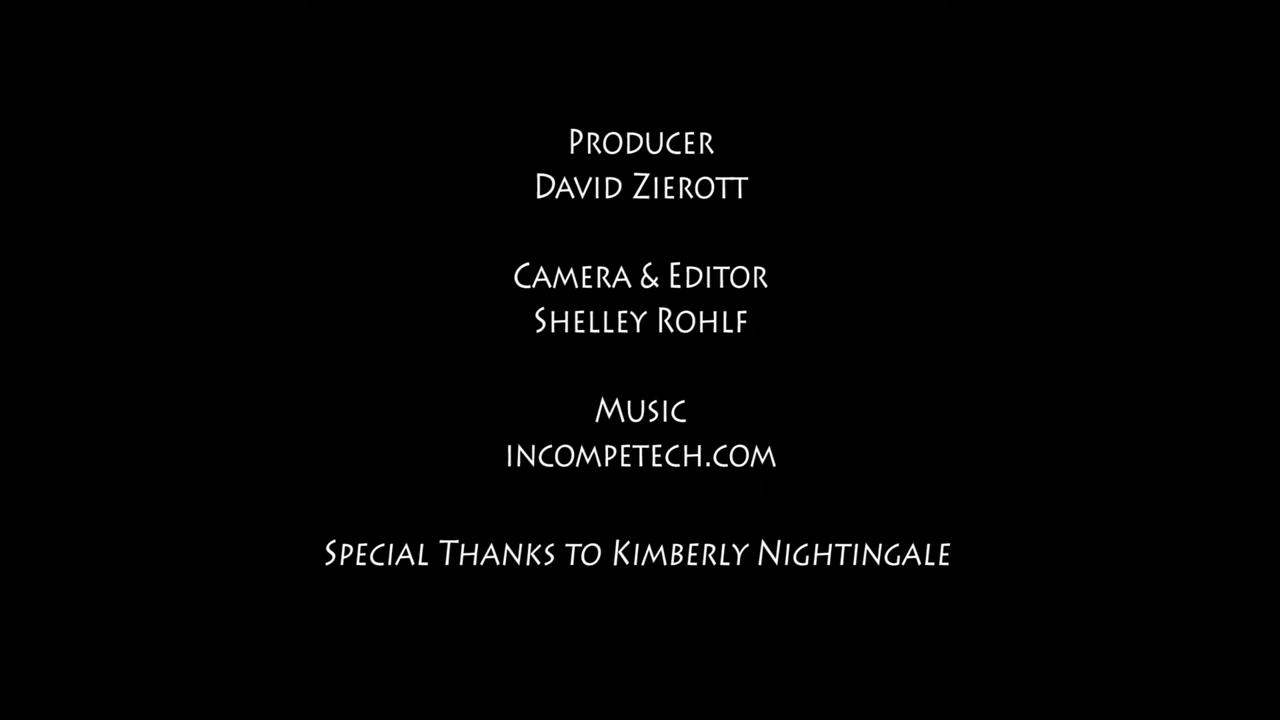 Producer
David Zierott
Camera & Editor
Shelley Rohlf
Music
incompetech.com
Special Thanks to Kimberly Nightingale